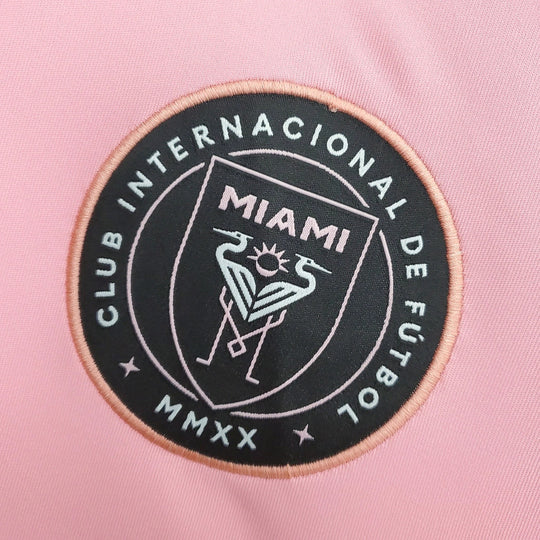 CLUB INTERNACIONAL DE FÚTBOL
MIAMI
MMXX